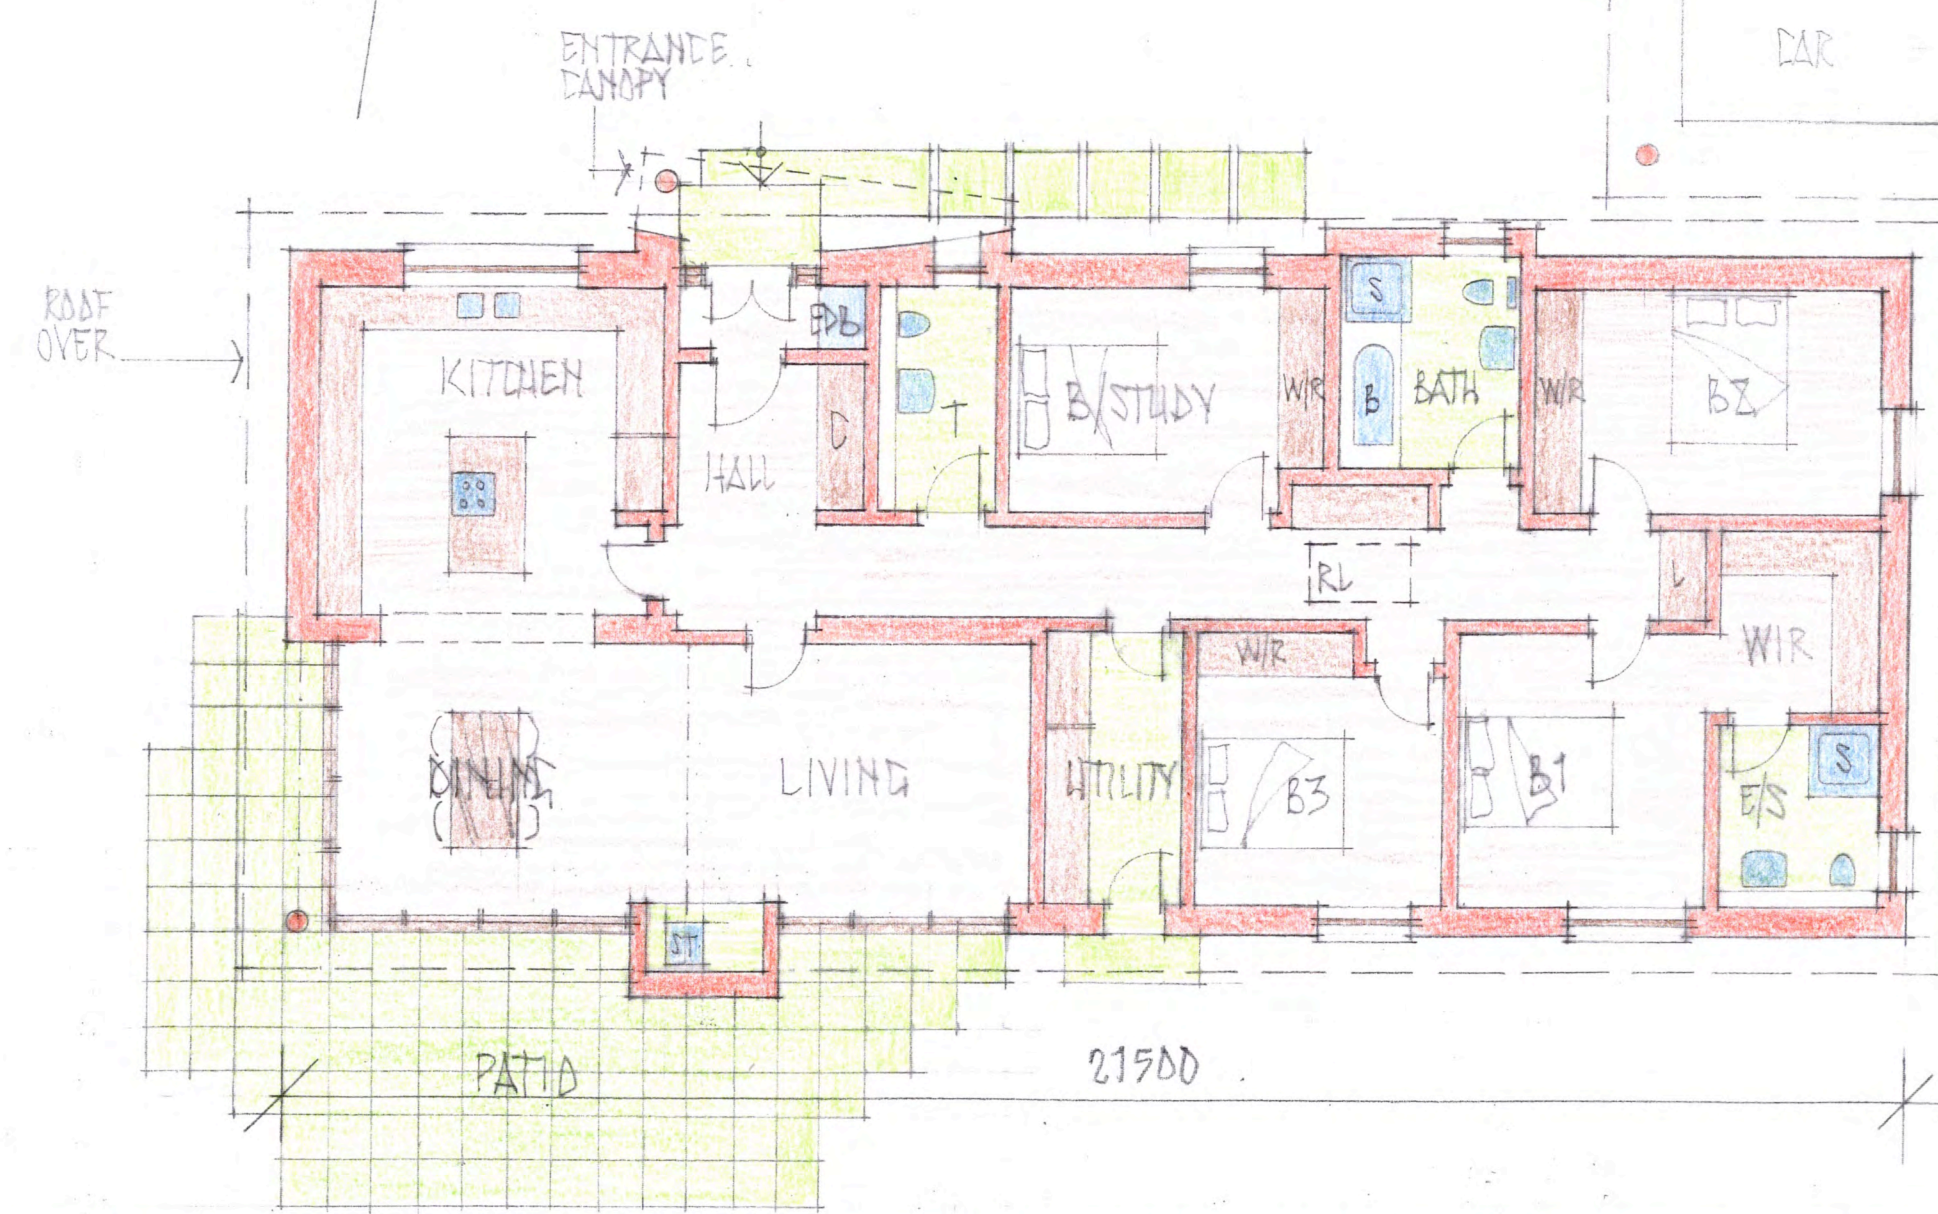 ENTRANCE
CANOPY
CAR
ROOF
OVER
KITCHEN
EDB
HALL
C
T
B/STUDY
W/R
S
B
BATH
W/R
B2
RL
L
DINING
LIVING
UTILITY
W/R
B3
B1
WIR
E/S
S
ST
PATIO
21500